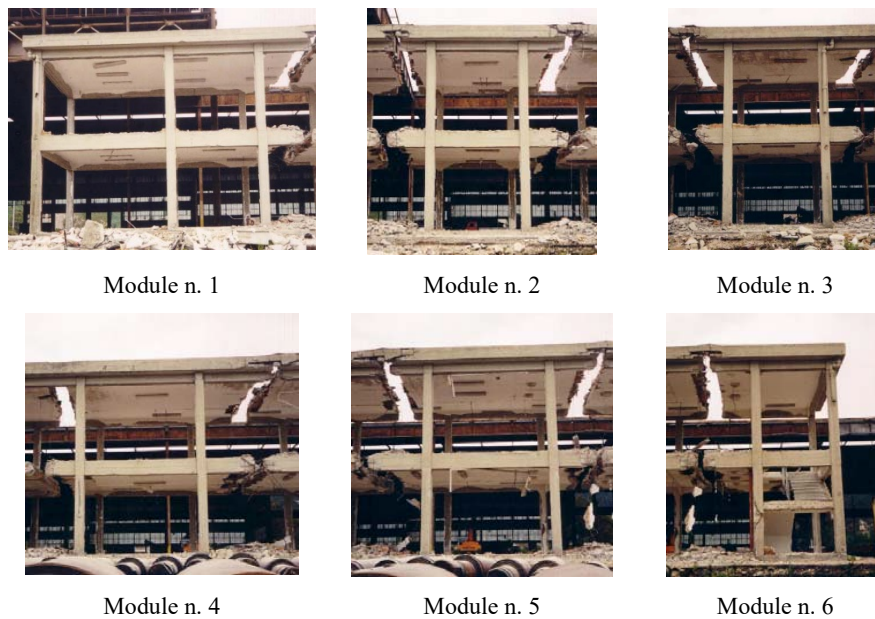 Module n. 1
Module n. 2
Module n. 3
Module n. 4
Module n. 5
Module n. 6